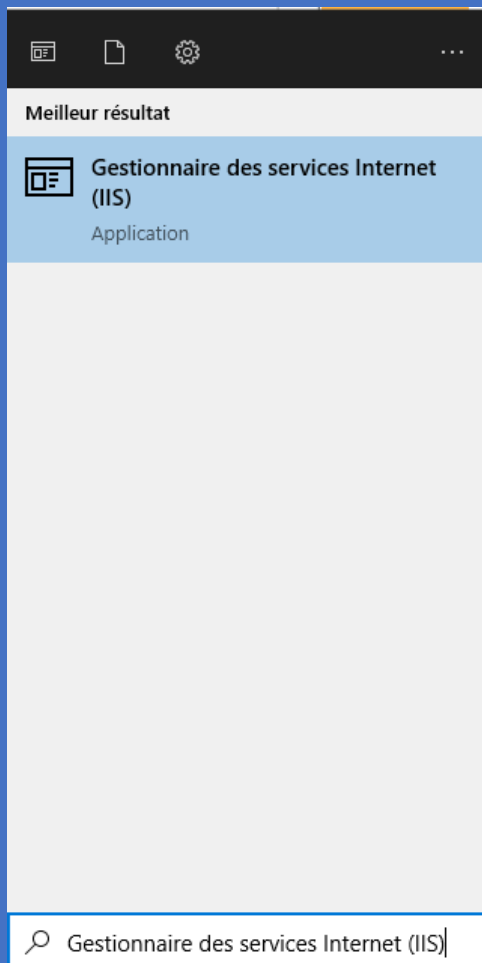 Meilleur résultat
Gestionnaire des services Internet
(IIS)
Application
Gestionnaire des services Internet (IIS)